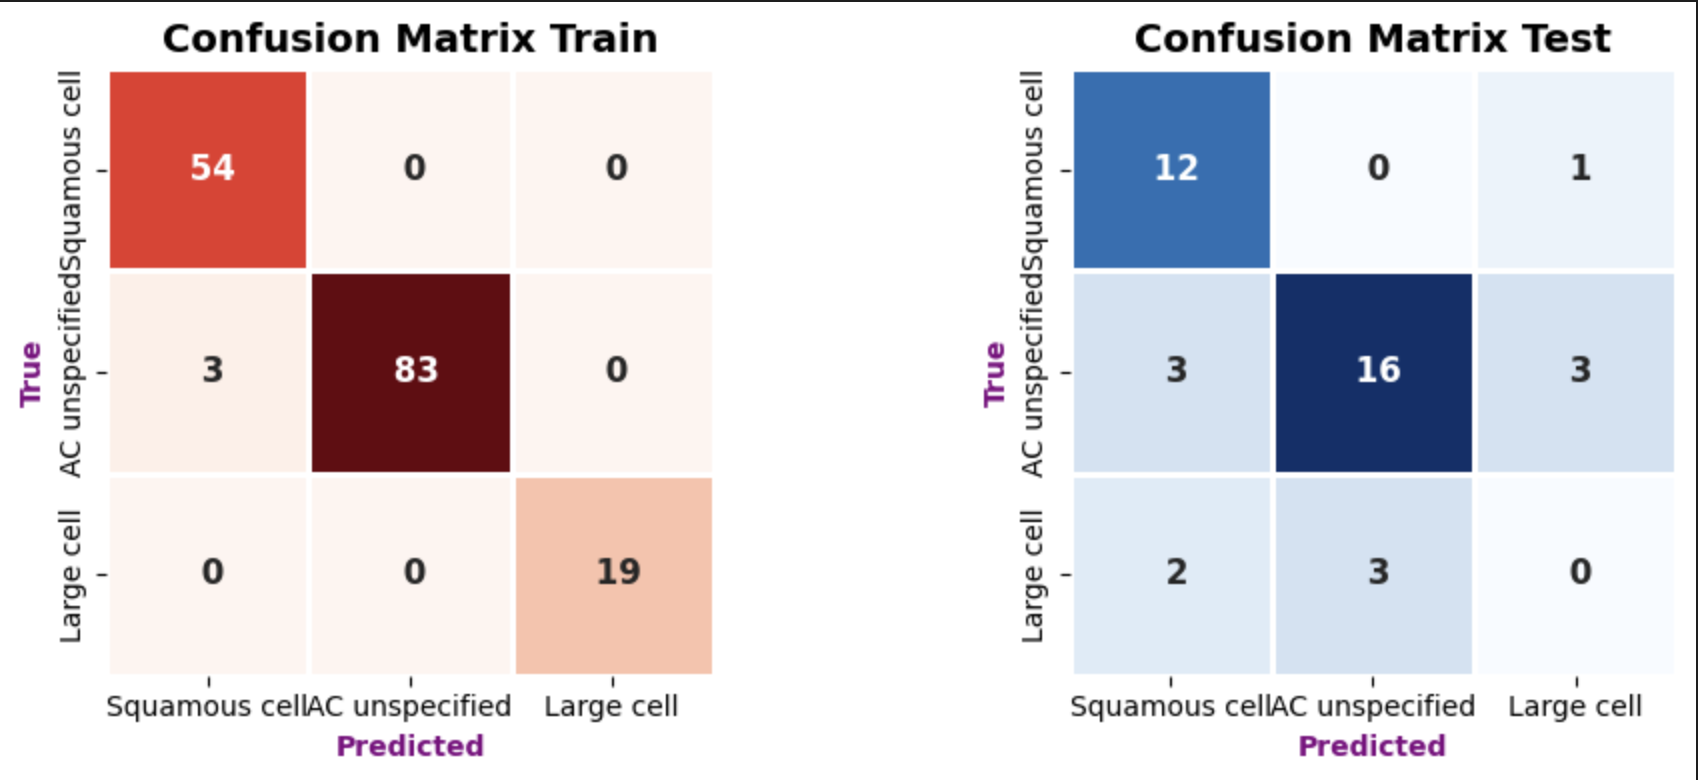 Confusion Matrix Train
True
Squamous cell
AC unspecified
Large cell
54 0 0
3 83 0
0 0 19
Squamous cell AC unspecified Large cell
Predicted
Confusion Matrix Test
True
Squamous cell
AC unspecified
Large cell
12 0 1
3 16 3
2 3 0
Squamous cell AC unspecified Large cell
Predicted